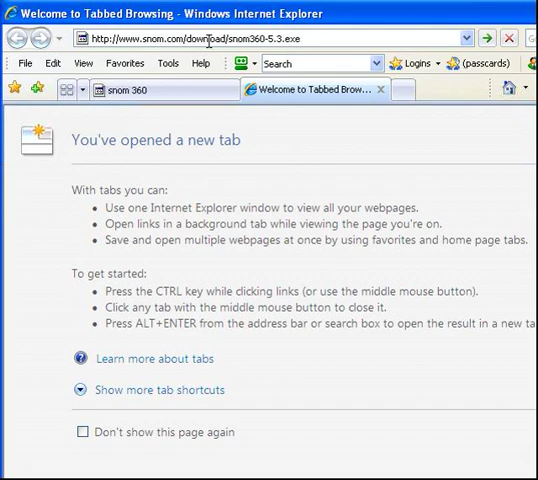 Welcome to Tabbed Browsing - Windows Internet Explorer
http://www.snom.com/download/snom360-5.3.exe
File Edit View Favorites Tools Help Search Logins (passcards)
snom 360 Welcome to Tabbed Brow...
You've opened a new tab
With tabs you can:
Use one Internet Explorer window to view all your webpages.
Open links in a background tab while viewing the page you're on.
Save and open multiple webpages at once by using favorites and home page tabs.
To get started:
Press the CTRL key while clicking links (or use the middle mouse button).
Click any tab with the middle mouse button to close it.
Press ALT+ENTER from the address bar or search box to open the result in a new ta
Learn more about tabs
Show more tab shortcuts
Don't show this page again